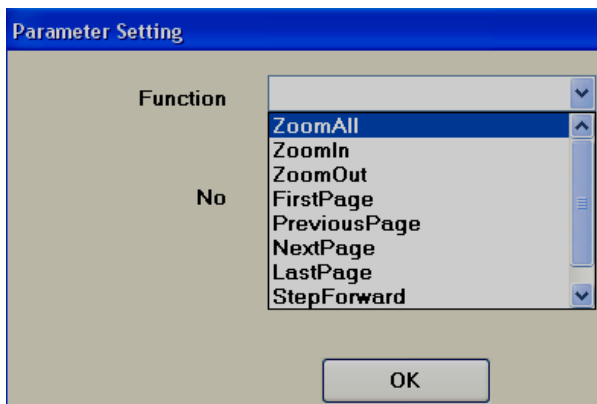 Parameter Setting
Function
ZoomAll
ZoomIn
ZoomOut
No
FirstPage
PreviousPage
NextPage
LastPage
StepForward
OK